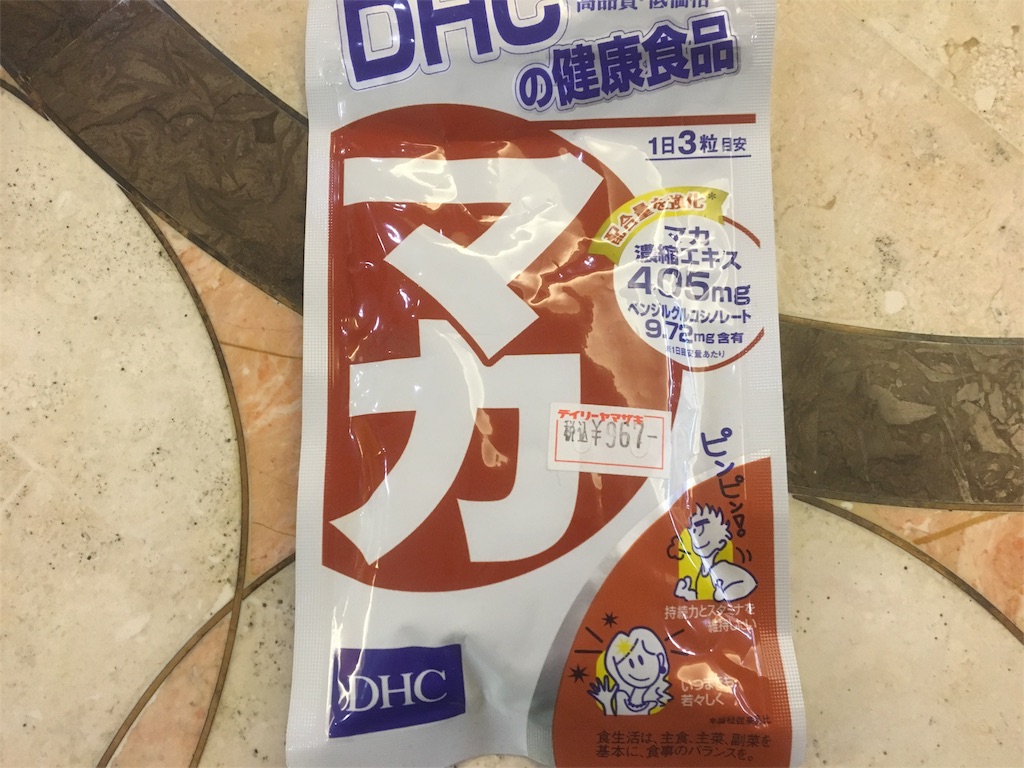 DHC
高品質・低価格
の健康食品
1日3粒目安
配合量を強化*
マカ
マカ
濃縮エキス
405mg
ベンジルグルコシノレート
9.72mg含有
デイリーヤマザキ
税込¥967-
ピンピン。
持続力とスタミナを
維持したい
DHC
若々しく
食生活は、主食、主菜、副菜を
基本に、食事のバランスを。